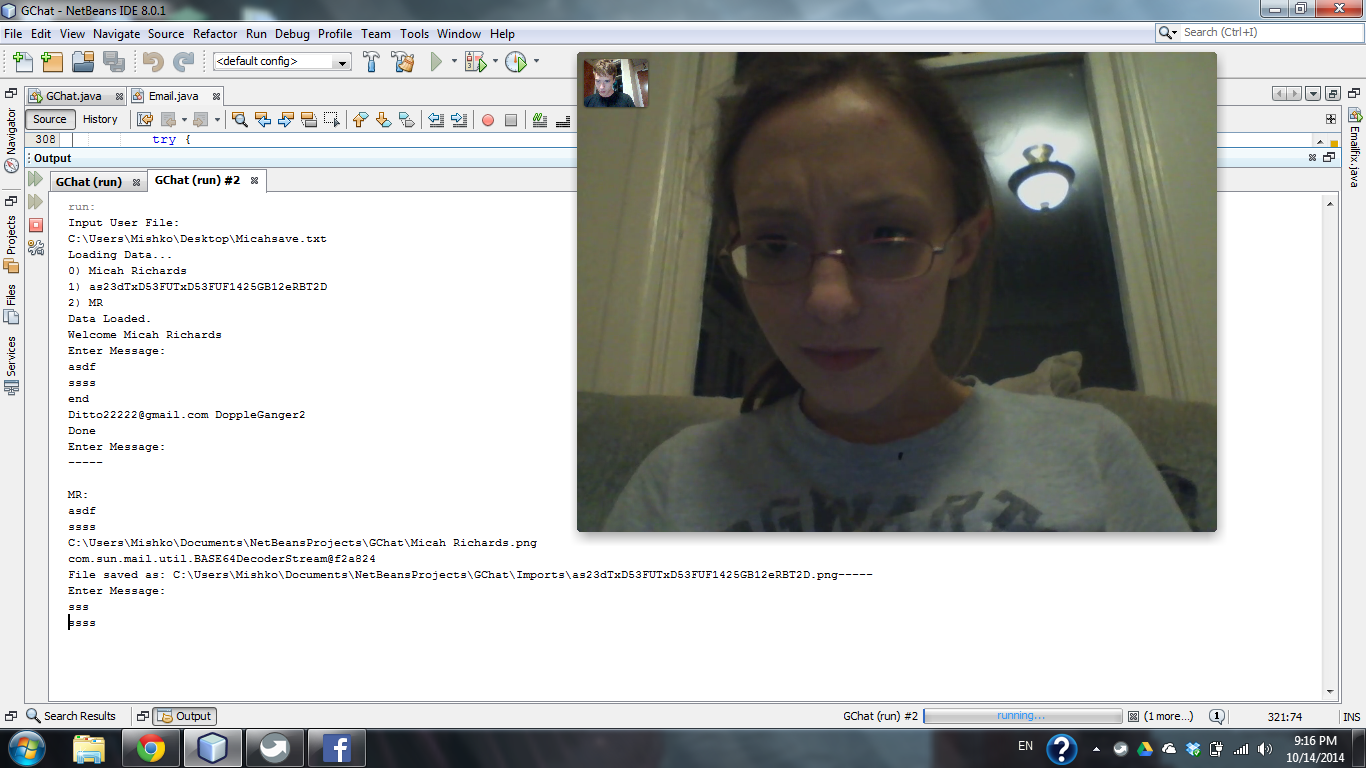 GChat - NetBeans IDE 8.0.1
File Edit View Navigate Source Refactor Run Debug Profile Team Tools Window Help
Search (Ctrl+I)
<default config>
GChat.java Email.java
Source History
308 try {
Output
GChat (run) GChat (run) #2
run:
Input User File:
C:\Users\Mishko\Desktop\Micahsave.txt
Loading Data...
0) Micah Richards
1) as23dTxD53FUTxD53FUF1425GB12eRBT2D
2) MR
Data Loaded.
Welcome Micah Richards
Enter Message:
asdf
ssss
end
Ditto22222@gmail.com DoppleGanger2
Done
Enter Message:
-----
MR:
asdf
ssss
C:\Users\Mishko\Documents\NetBeansProjects\GChat\Micah Richards.png
com.sun.mail.util.BASE64DecoderStream@f2a824
File saved as: C:\Users\Mishko\Documents\NetBeansProjects\GChat\Imports\as23dTxD53FUTxD53FUF1425GB12eRBT2D.png-----
Enter Message:
sss
ssss
Navigator
Projects
Files
Services
Emailfix.java
Search Results Output
GChat (run) #2 running... (1 more...) 1 321:74 INS
EN
9:16 PM
10/14/2014